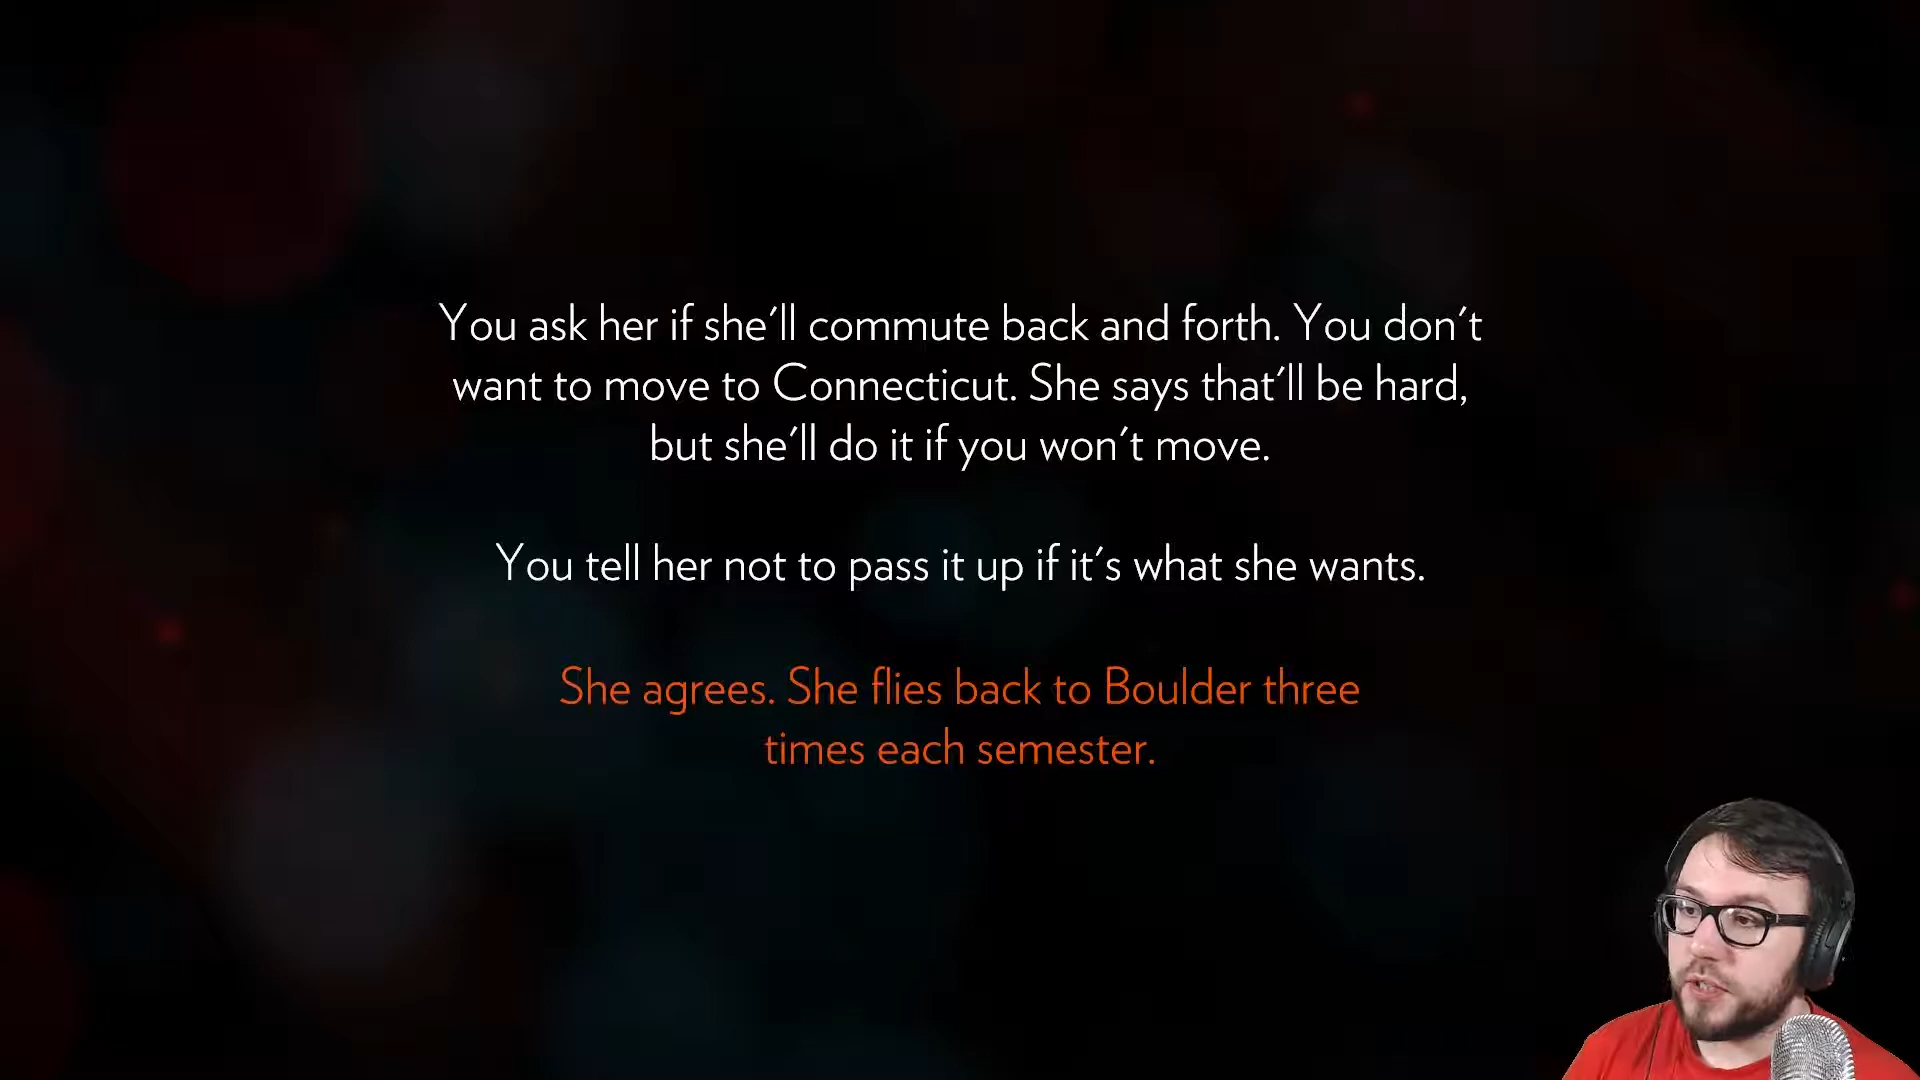 You ask her if she'll commute back and forth. You don't
want to move to Connecticut. She says that'll be hard,
but she'll do it if you won't move.
You tell her not to pass it up if it's what she wants.
She agrees. She flies back to Boulder three
times each semester.